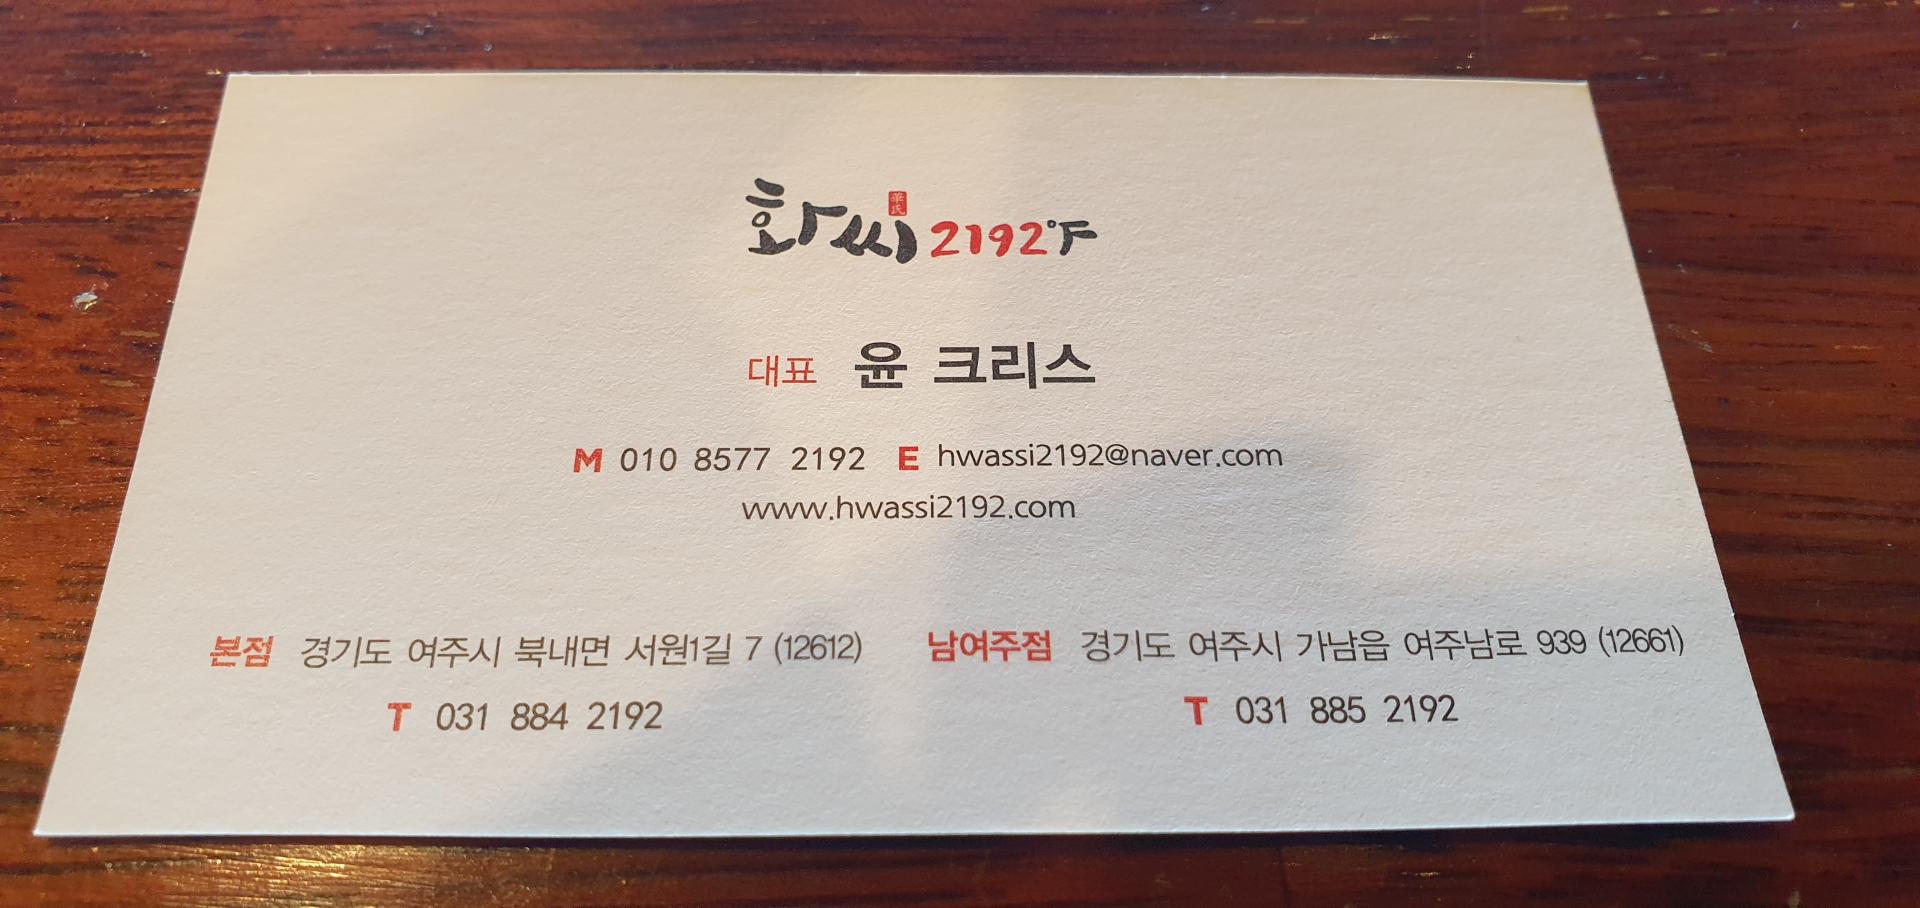 화씨 華氏 2192°F
대표 윤 크리스
M 010 8577 2192 E hwassi2192@naver.com
www.hwassi2192.com
본점 경기도 여주시 북내면 서원1길 7 (12612)
T 031 884 2192
남여주점 경기도 여주시 가남읍 여주남로 939 (12661)
T 031 885 2192